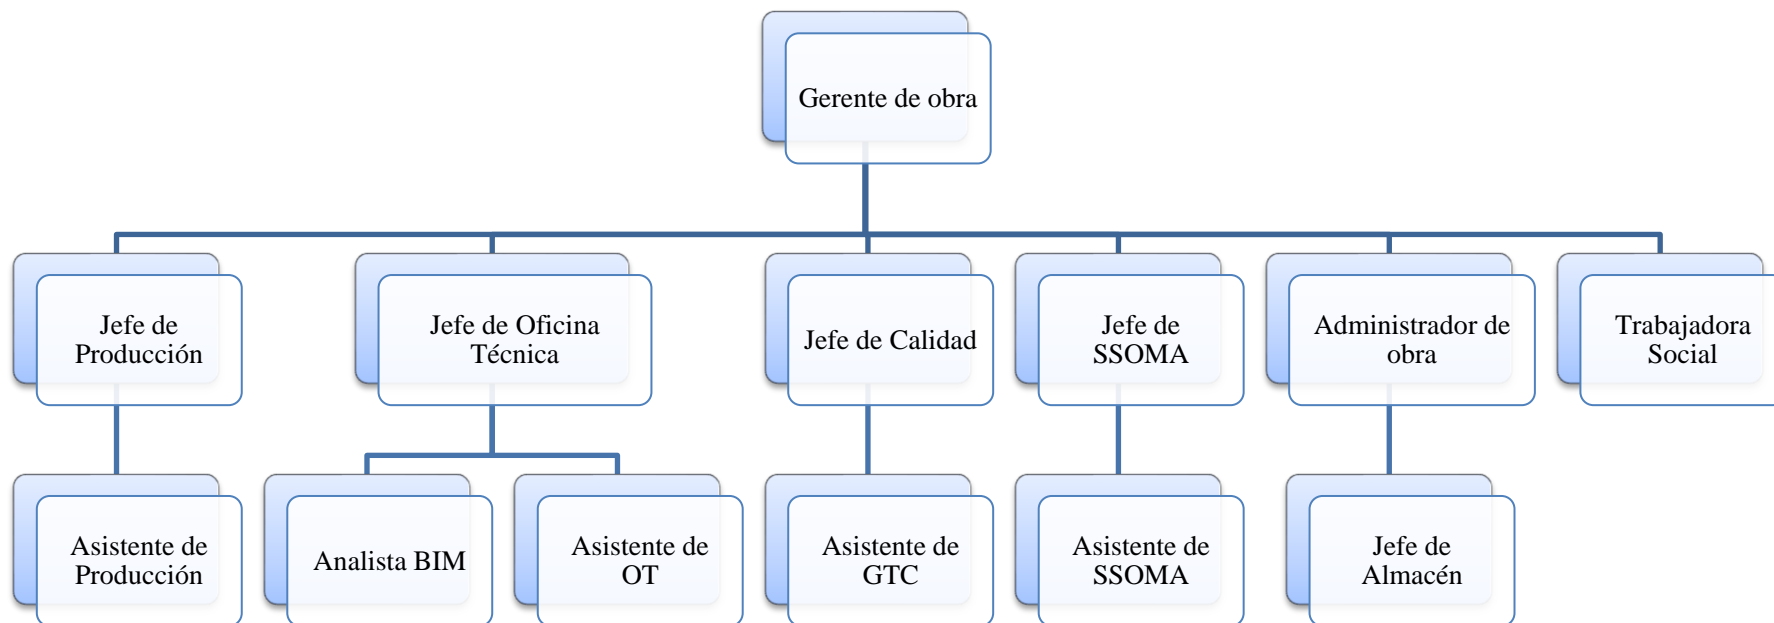 Gerente de obra
Jefe de
Producción
Jefe de Oficina
Técnica
Jefe de Calidad
Jefe de
SSOMA
Administrador de
obra
Trabajadora
Social
Asistente de
Producción
Analista BIM
Asistente de
OT
Asistente de
GTC
Asistente de
SSOMA
Jefe de
Almacén